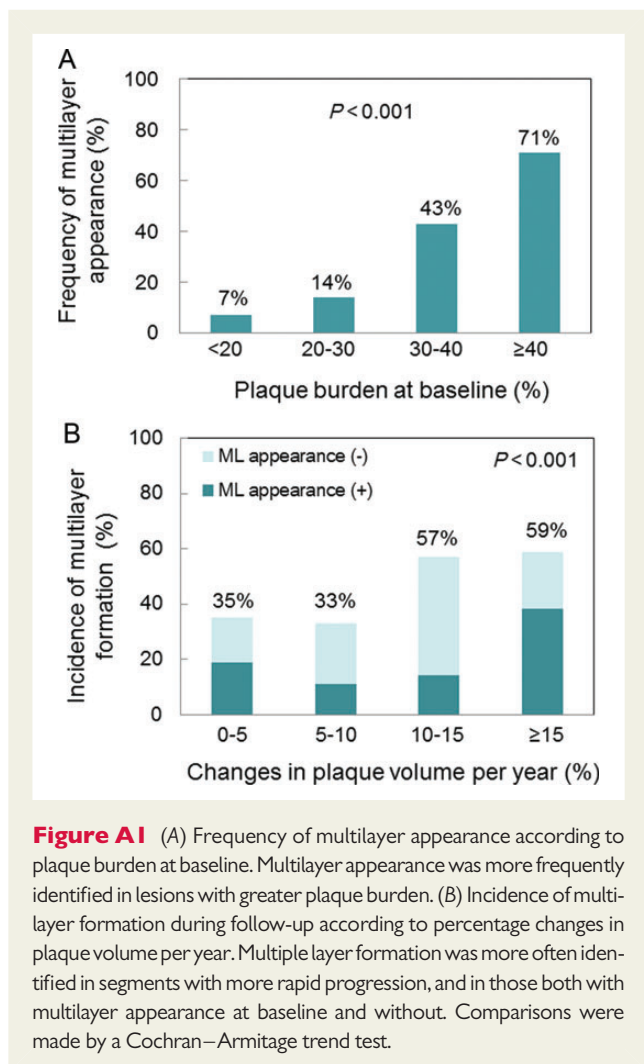 A
Frequency of multilayer
appearance (%)
100
80
60
40
20
0
P < 0.001
7%
14%
43%
71%
<20
20-30
30-40
≥40
Plaque burden at baseline (%)
B
Incidence of multilayer
formation (%)
100
80
60
40
20
0
ML appearance (-)
ML appearance (+)
P < 0.001
35%
33%
57%
59%
0-5
5-10
10-15
≥15
Changes in plaque volume per year (%)
Figure A1 (A) Frequency of multilayer appearance according to
plaque burden at baseline. Multilayer appearance was more frequently
identified in lesions with greater plaque burden. (B) Incidence of multi-
layer formation during follow-up according to percentage changes in
plaque volume per year. Multiple layer formation was more often iden-
tified in segments with more rapid progression, and in those both with
multilayer appearance at baseline and without. Comparisons were
made by a Cochran–Armitage trend test.